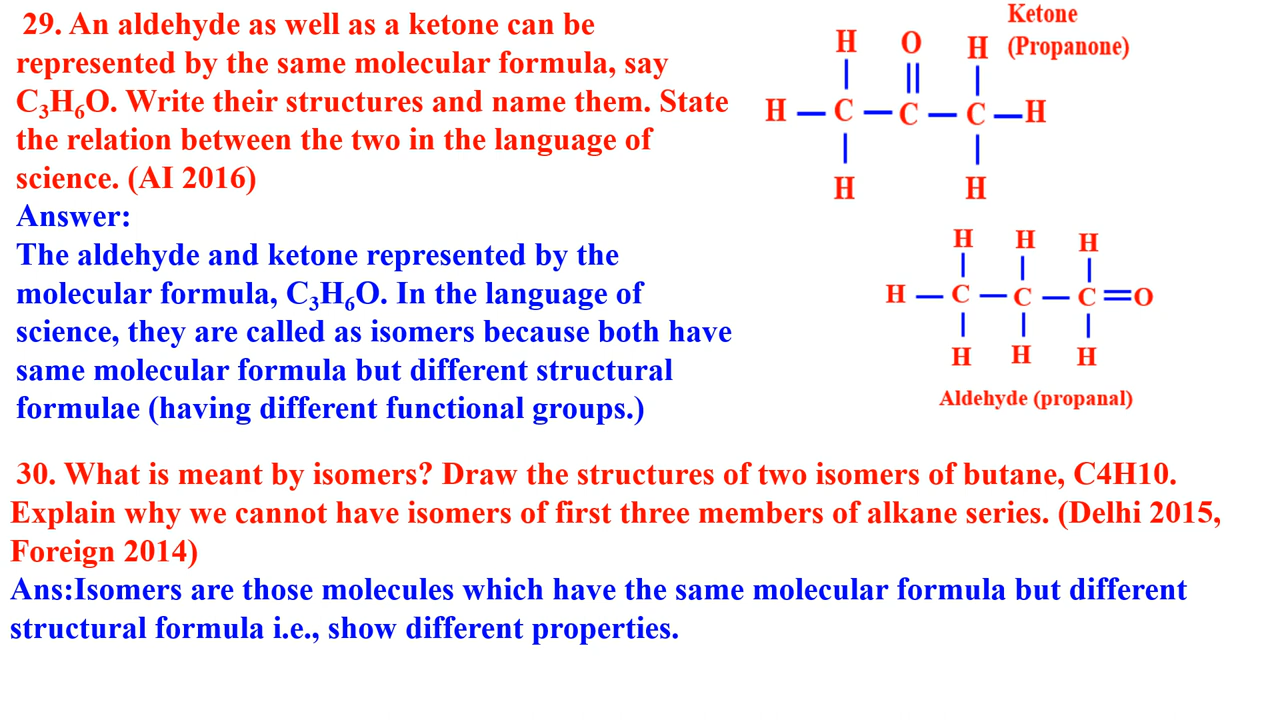 29. An aldehyde as well as a ketone can be
represented by the same molecular formula, say
C₃H₆O. Write their structures and name them. State
the relation between the two in the language of
science. (AI 2016)
Answer:
The aldehyde and ketone represented by the
molecular formula, C₃H₆O. In the language of
science, they are called as isomers because both have
same molecular formula but different structural
formulae (having different functional groups.)
Ketone
(Propanone)
H O H
H — C — C — C — H
H H
H H H
H — C — C — C = O
H H H
Aldehyde (propanal)
30. What is meant by isomers? Draw the structures of two isomers of butane, C4H10.
Explain why we cannot have isomers of first three members of alkane series. (Delhi 2015,
Foreign 2014)
Ans:Isomers are those molecules which have the same molecular formula but different
structural formula i.e., show different properties.